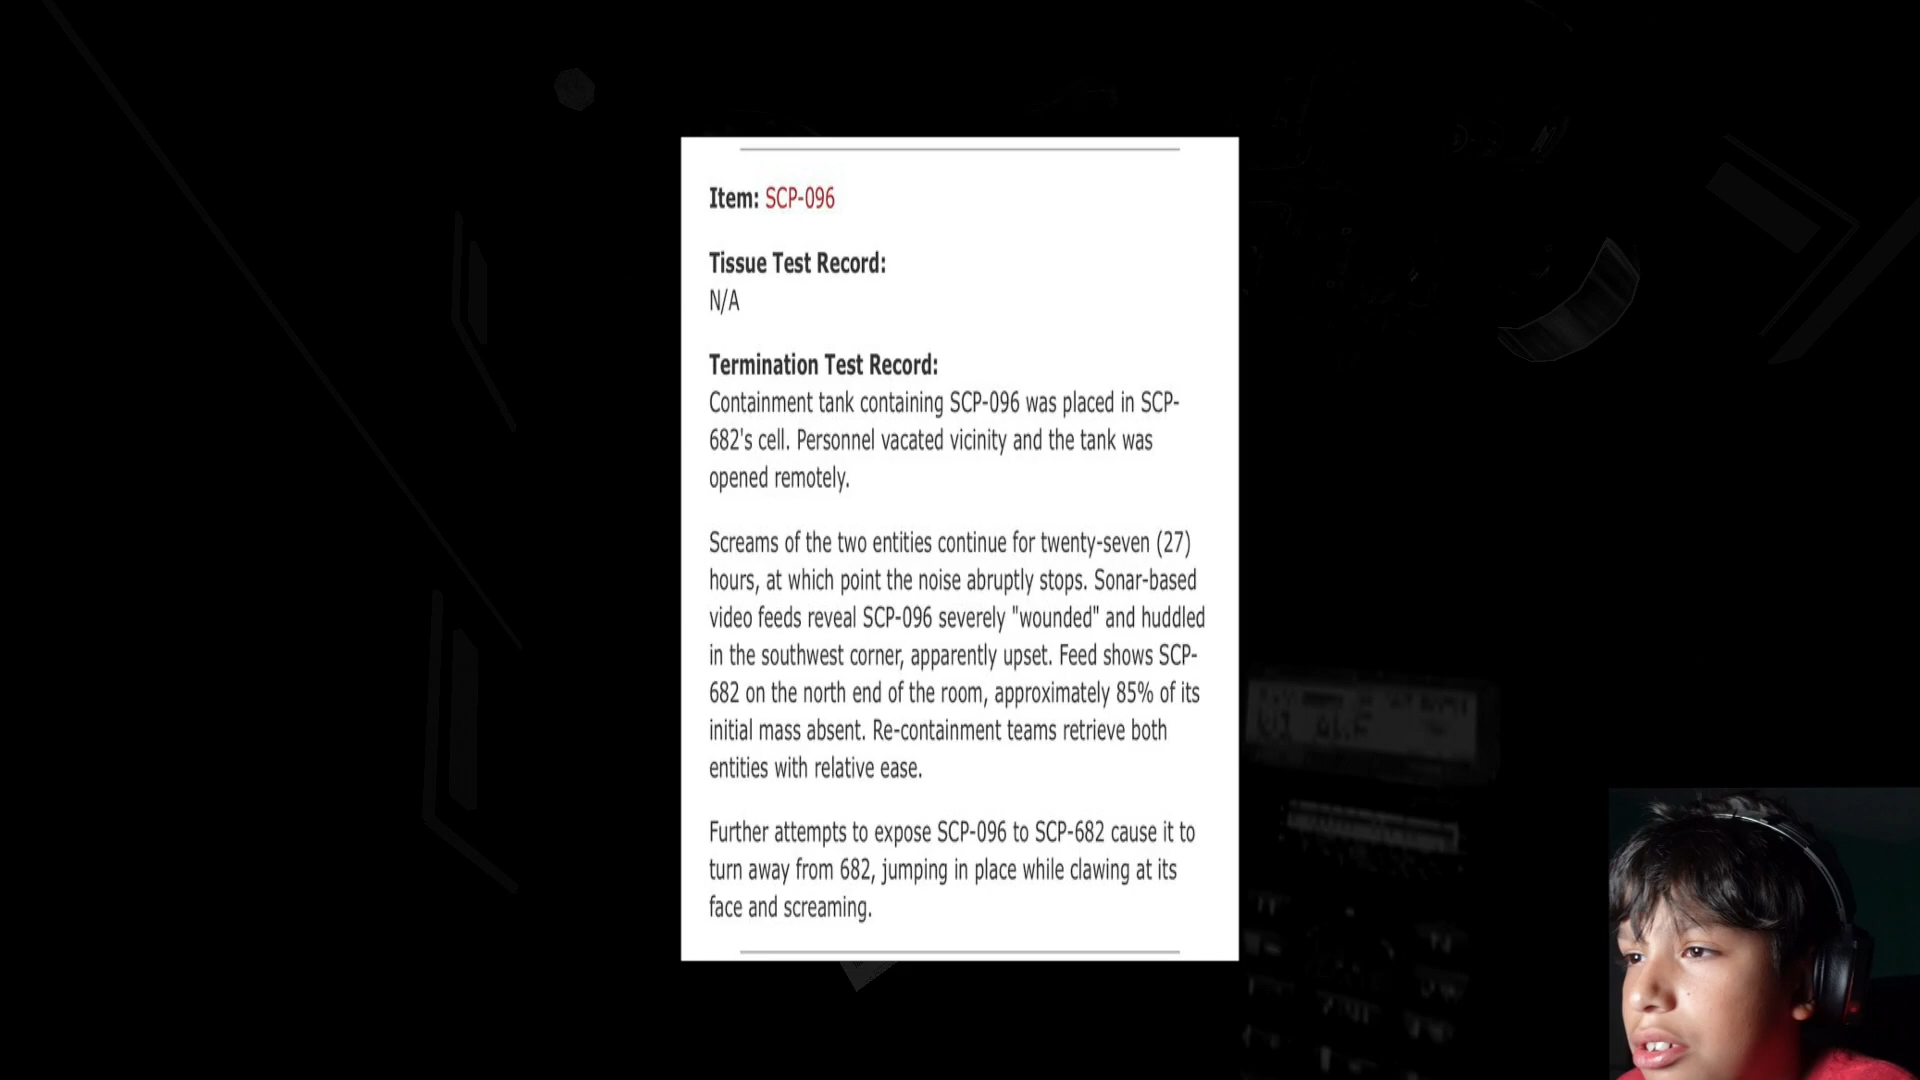 Item: SCP-096
Tissue Test Record:
N/A
Termination Test Record:
Containment tank containing SCP-096 was placed in SCP-
682's cell. Personnel vacated vicinity and the tank was
opened remotely.
Screams of the two entities continue for twenty-seven (27)
hours, at which point the noise abruptly stops. Sonar-based
video feeds reveal SCP-096 severely "wounded" and huddled
in the southwest corner, apparently upset. Feed shows SCP-
682 on the north end of the room, approximately 85% of its
initial mass absent. Re-containment teams retrieve both
entities with relative ease.
Further attempts to expose SCP-096 to SCP-682 cause it to
turn away from 682, jumping in place while clawing at its
face and screaming.